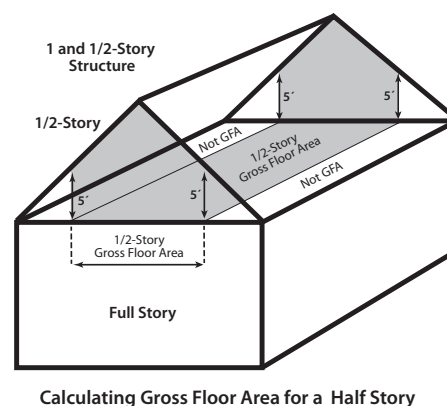 1 and 1/2-Story
Structure
1/2-Story
5´
5´
Not GFA
1/2-Story
Gross Floor Area
Not GFA
5´
5´
1/2-Story
Gross Floor Area
Full Story
Calculating Gross Floor Area for a Half Story